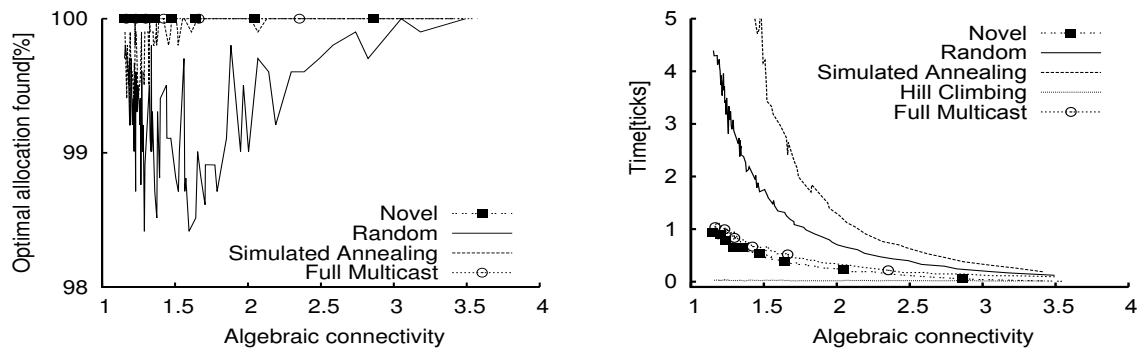 Optimal allocation found[%]
100
99
98
1 1.5 2 2.5 3 3.5 4
Algebraic connectivity
Novel
Random
Simulated Annealing
Full Multicast
Time[ticks]
5
4
3
2
1
0
1 1.5 2 2.5 3 3.5 4
Algebraic connectivity
Novel
Random
Simulated Annealing
Hill Climbing
Full Multicast